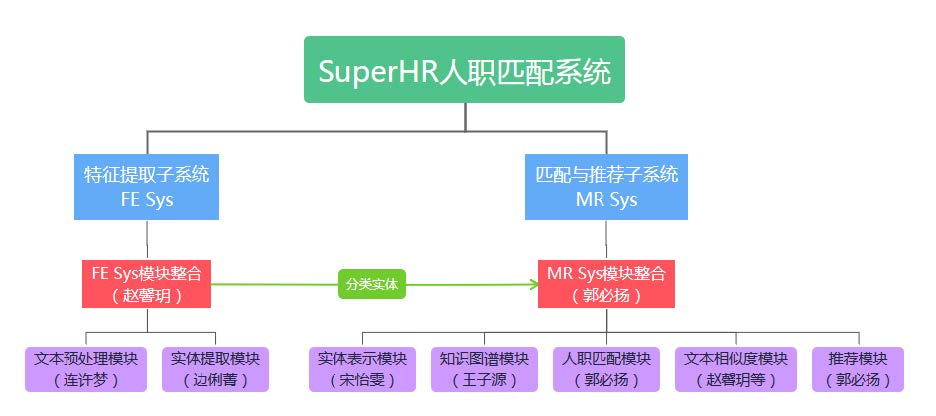 SuperHR人职匹配系统
特征提取子系统
FE Sys
匹配与推荐子系统
MR Sys
FE Sys模块整合
（赵馨玥）
分类实体
MR Sys模块整合
（郭必扬）
文本预处理模块
（连许梦）
实体提取模块
（边俐菁）
实体表示模块
（宋怡雯）
知识图谱模块
（王子源）
人职匹配模块
（郭必扬）
文本相似度模块
（赵馨玥等）
推荐模块
（郭必扬）